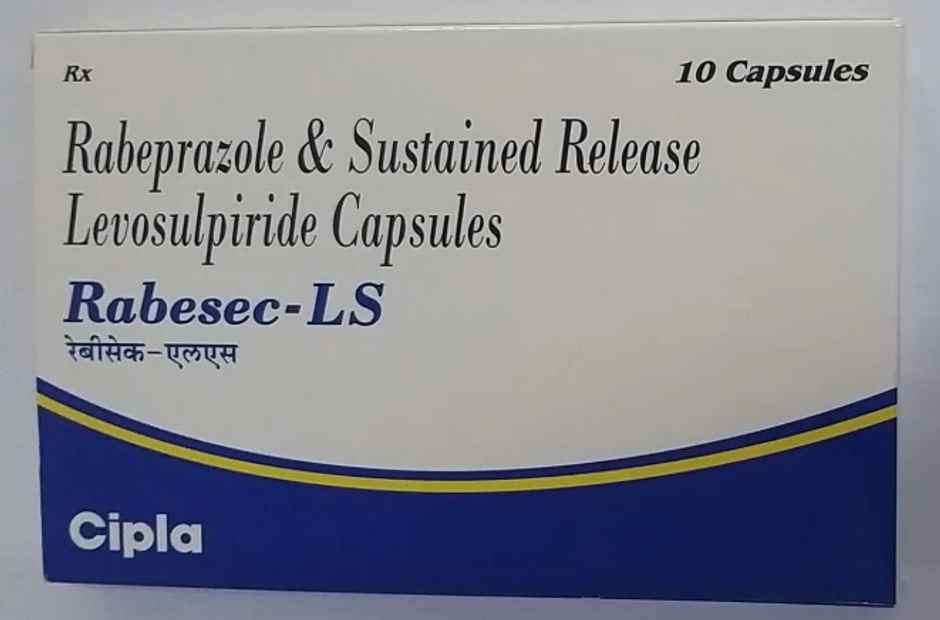 Rx
10 Capsules
Rabeprazole & Sustained Release
Levosulpiride Capsules
Rabesec-LS
रेबीसेक-एलएस
Cipla